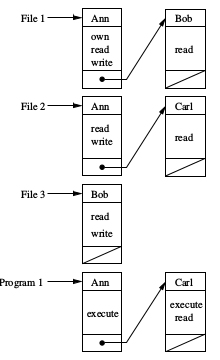 File 1
Ann
Bob
own
read
write
read
File 2
Ann
Carl
read
write
read
File 3
Bob
read
write
Program 1
Ann
Carl
execute
execute
read